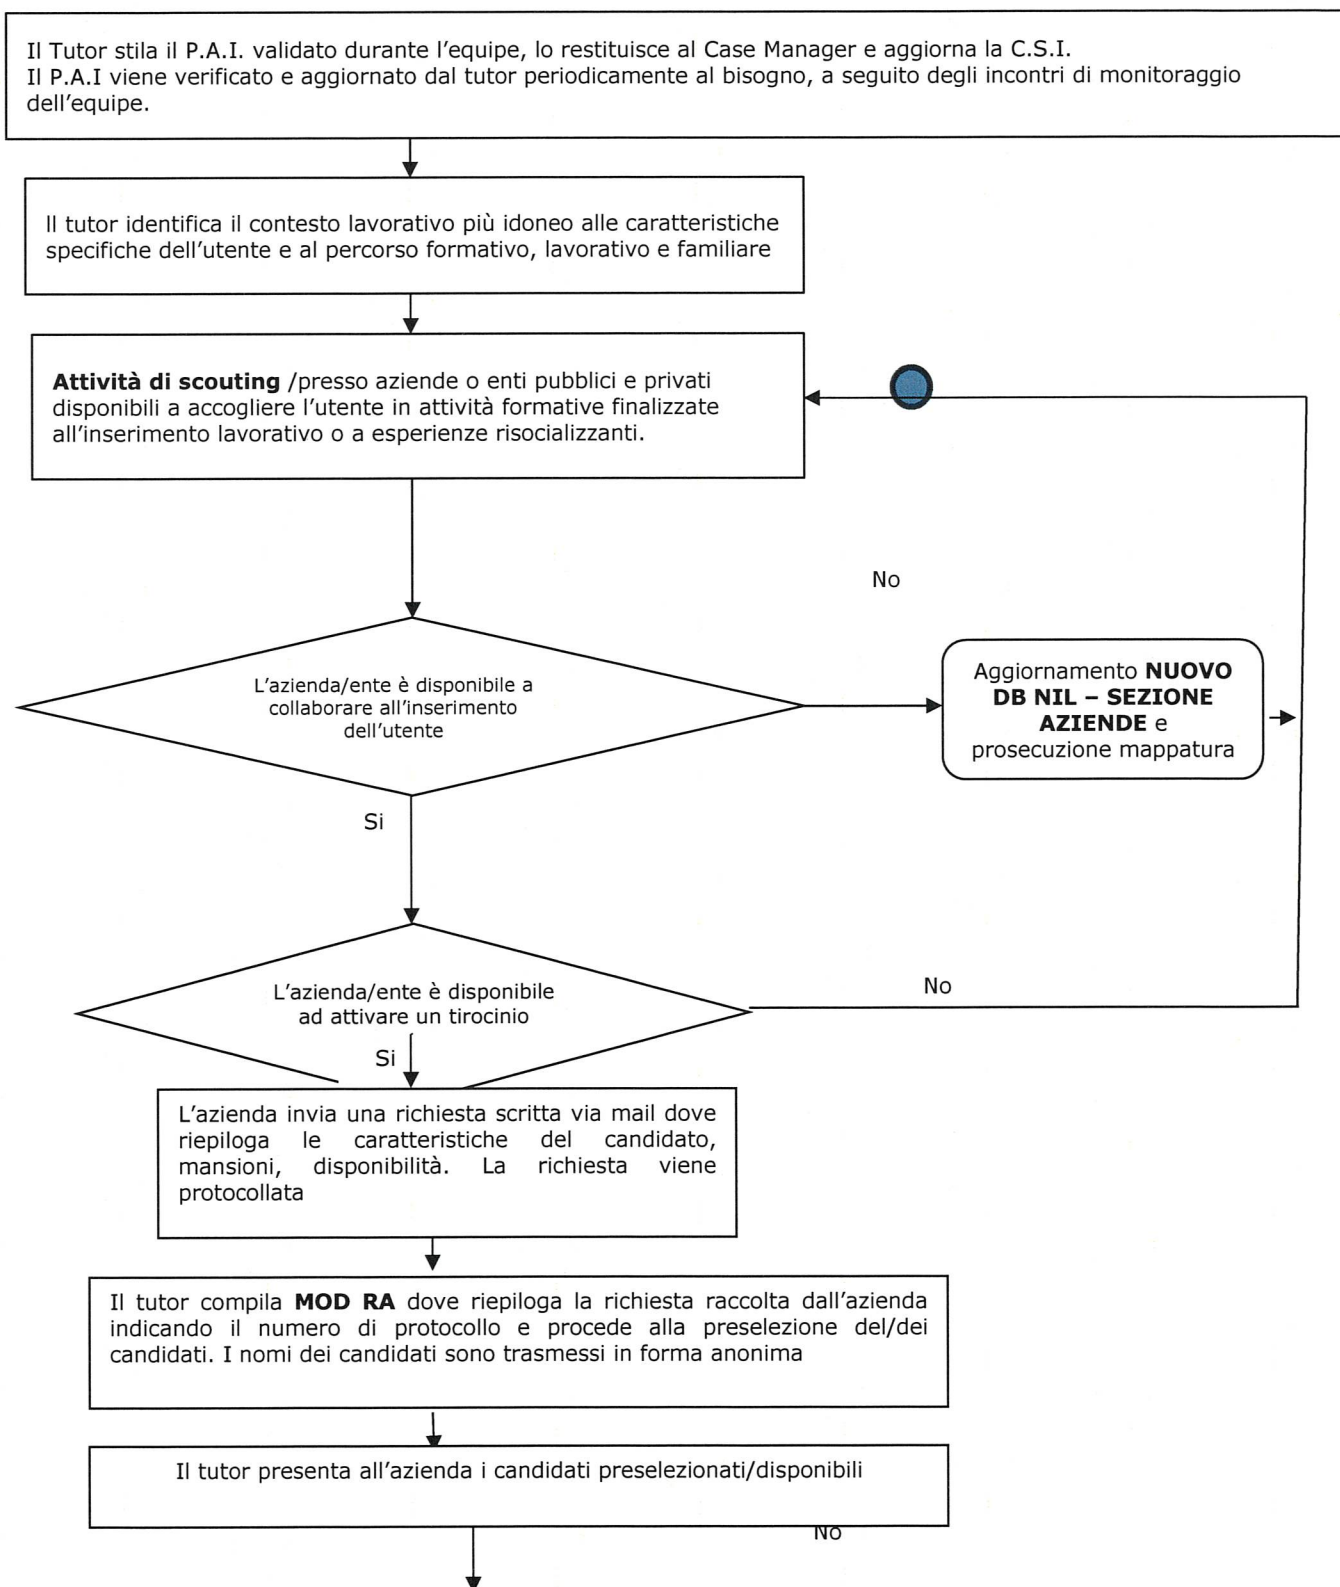 Il Tutor stila il P.A.I. validato durante l'equipe, lo restituisce al Case Manager e aggiorna la C.S.I.
Il P.A.I viene verificato e aggiornato dal tutor periodicamente al bisogno, a seguito degli incontri di monitoraggio
dell'equipe.
Il tutor identifica il contesto lavorativo più idoneo alle caratteristiche
specifiche dell'utente e al percorso formativo, lavorativo e familiare
Attività di scouting /presso aziende o enti pubblici e privati
disponibili a accogliere l'utente in attività formative finalizzate
all'inserimento lavorativo o a esperienze risocializzanti.
No
L'azienda/ente è disponibile a
collaborare all'inserimento
dell'utente
Aggiornamento NUOVO
DB NIL – SEZIONE
AZIENDE e
prosecuzione mappatura
Si
L'azienda/ente è disponibile
ad attivare un tirocinio
No
Si
L'azienda invia una richiesta scritta via mail dove
riepiloga le caratteristiche del candidato,
mansioni, disponibilità. La richiesta viene
protocollata
Il tutor compila MOD RA dove riepiloga la richiesta raccolta dall'azienda
indicando il numero di protocollo e procede alla preselezione del/dei
candidati. I nomi dei candidati sono trasmessi in forma anonima
Il tutor presenta all'azienda i candidati preselezionati/disponibili
No